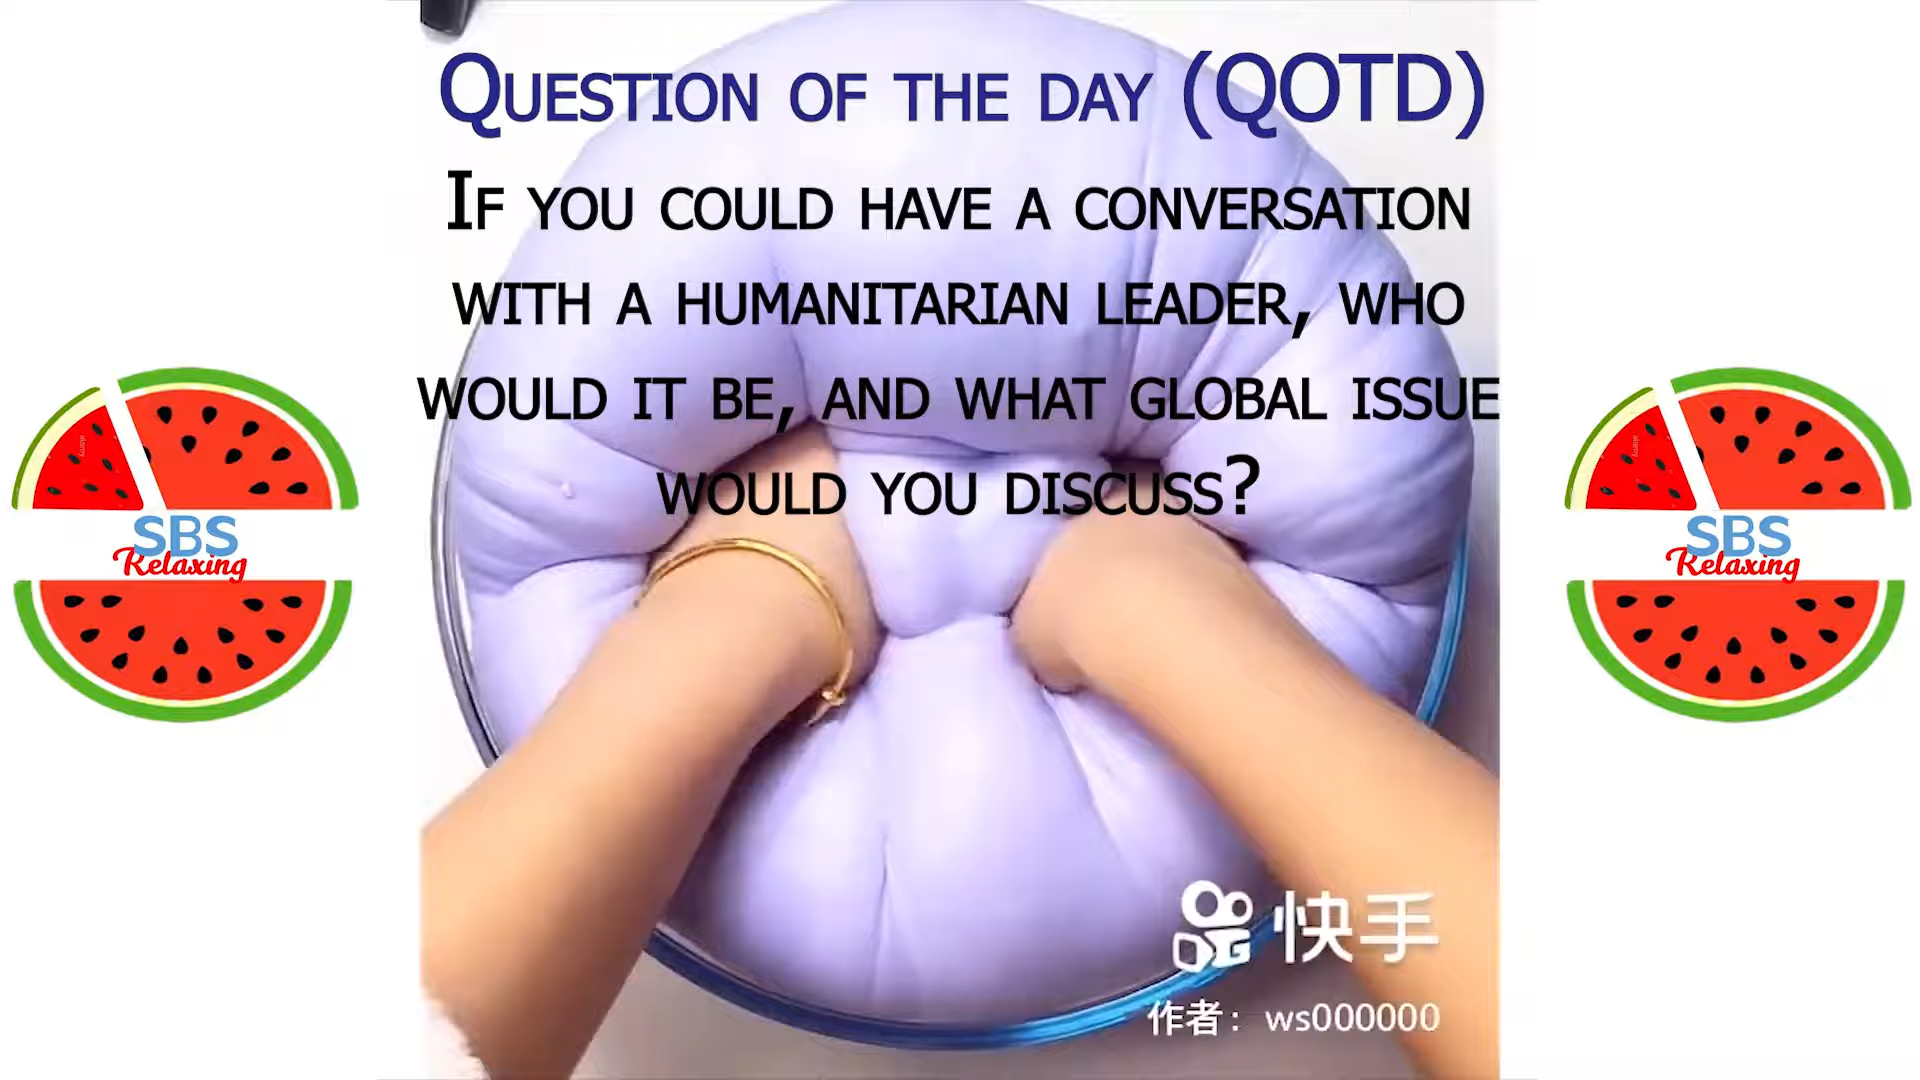 Question of the day (QOTD)
If you could have a conversation
with a humanitarian leader, who
would it be, and what global issue
would you discuss?
SBS
Relaxing
SBS
Relaxing
快手
作者：ws000000